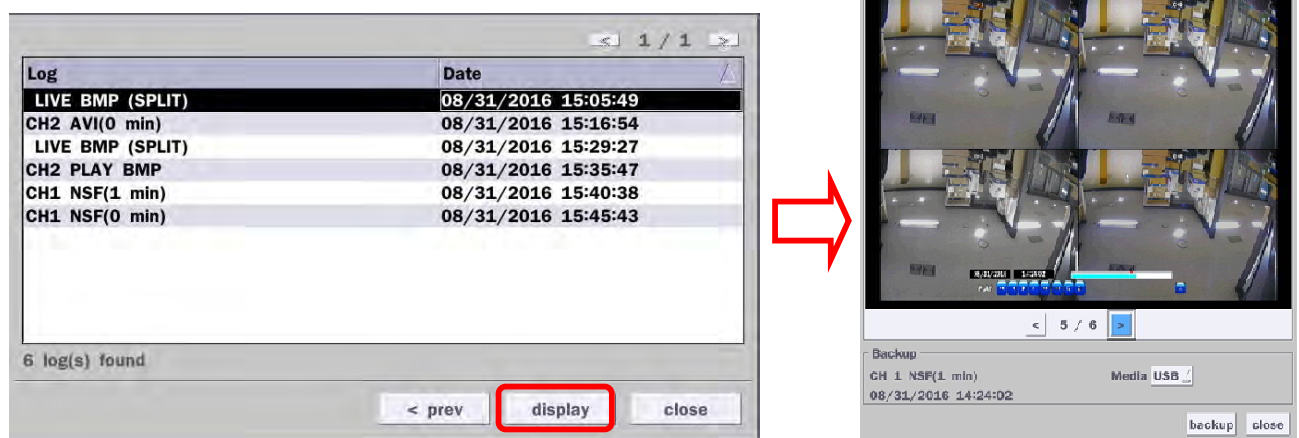 < 1 / 1 >
Log Date
LIVE BMP (SPLIT) 08/31/2016 15:05:49
CH2 AVI(0 min) 08/31/2016 15:16:54
LIVE BMP (SPLIT) 08/31/2016 15:29:27
CH2 PLAY BMP 08/31/2016 15:35:47
CH1 NSF(1 min) 08/31/2016 15:40:38
CH1 NSF(0 min) 08/31/2016 15:45:43
6 log(s) found
< prev display close
< 5 / 6 >
Backup
CH 1 NSF(1 min) Media USB
08/31/2016 14:24:02
backup close